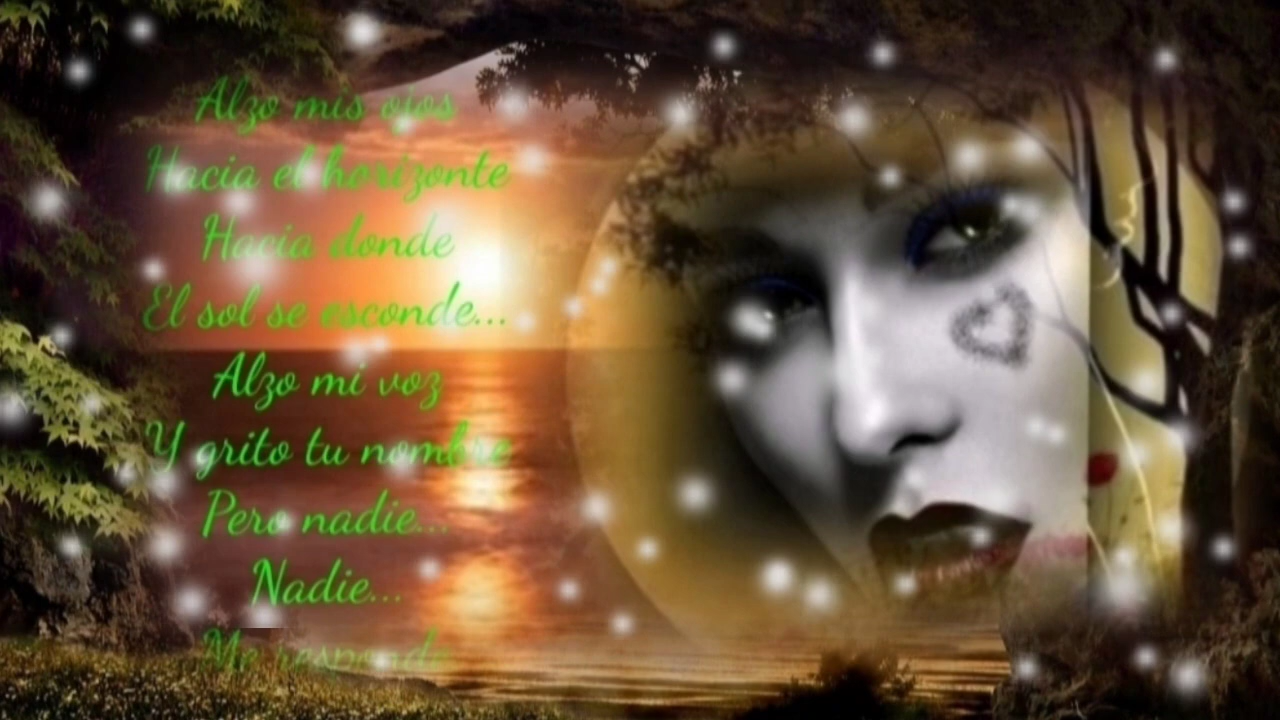 Alzo mis ojos
Hacia el horizonte
Hacia donde
El sol se esconde...
Alzo mi voz
Y grito tu nombre
Pero nadie...
Nadie...
Me responde